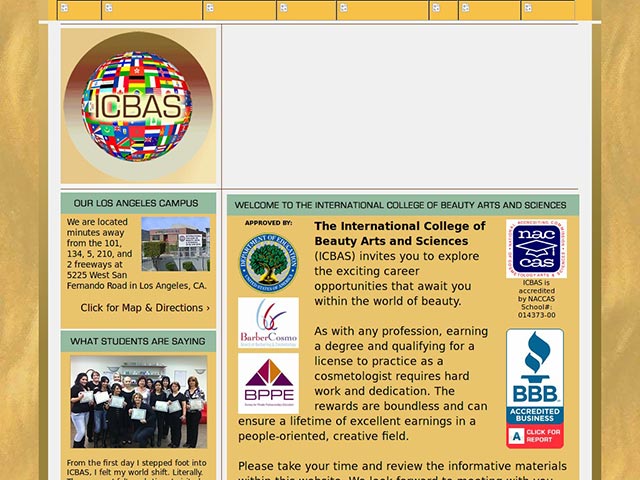 ICBAS
OUR LOS ANGELES CAMPUS
We are located
minutes away
from the 101,
134, 5, 210, and
2 freeways at
5225 West San
Fernando Road in Los Angeles, CA.
Click for Map & Directions ›
WHAT STUDENTS ARE SAYING
From the first day I stepped foot into
ICBAS, I felt my world shift. Literally.
WELCOME TO THE INTERNATIONAL COLLEGE OF BEAUTY ARTS AND SCIENCES
APPROVED BY:
DEPARTMENT OF EDUCATION
UNITED STATES OF AMERICA
BarberCosmo
BPPE
The International College of
Beauty Arts and Sciences
(ICBAS) invites you to explore
the exciting career
opportunities that await you
within the world of beauty.
As with any profession, earning
a degree and qualifying for a
license to practice as a
cosmetologist requires hard
work and dedication. The
rewards are boundless and can
ensure a lifetime of excellent earnings in a
people-oriented, creative field.
Please take your time and review the informative materials
within this website. We look forward to meeting with you
nac
cas
ICBAS is
accredited
by NACCAS
School#:
014373-00
BBB
ACCREDITED
BUSINESS
A CLICK FOR
REPORT